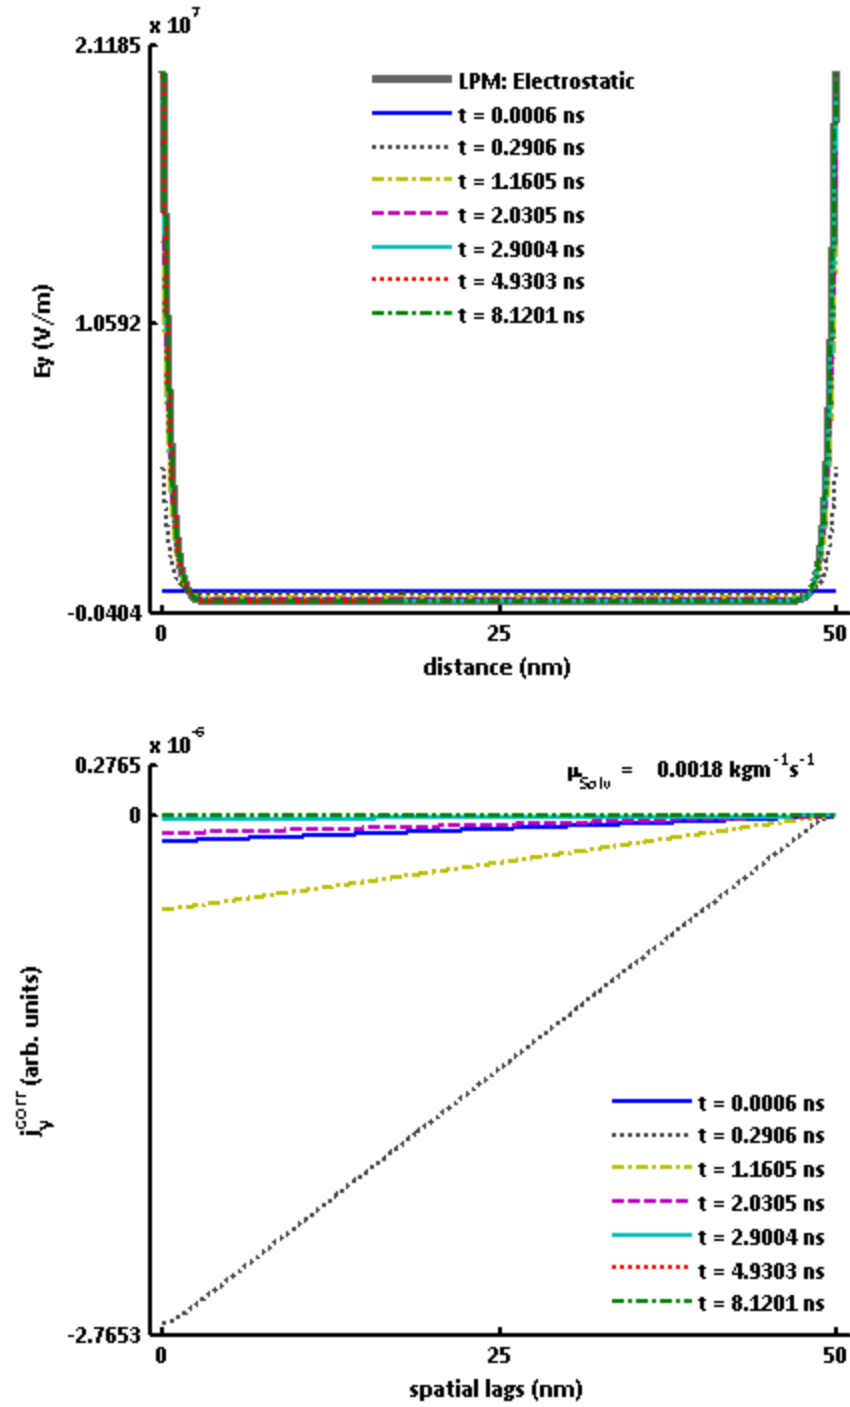 x 10^7
2.1185
LPM: Electrostatic
t = 0.0006 ns
t = 0.2906 ns
t = 1.1605 ns
t = 2.0305 ns
t = 2.9004 ns
t = 4.9303 ns
t = 8.1201 ns
1.0592
Ey (V/m)
-0.0404
0 25 50
distance (nm)
x 10^-6
0.2765
μ_Solv = 0.0018 kgm^-1s^-1
0
j_y^corr (arb. units)
t = 0.0006 ns
t = 0.2906 ns
t = 1.1605 ns
t = 2.0305 ns
t = 2.9004 ns
t = 4.9303 ns
t = 8.1201 ns
-2.7653
0 25 50
spatial lags (nm)